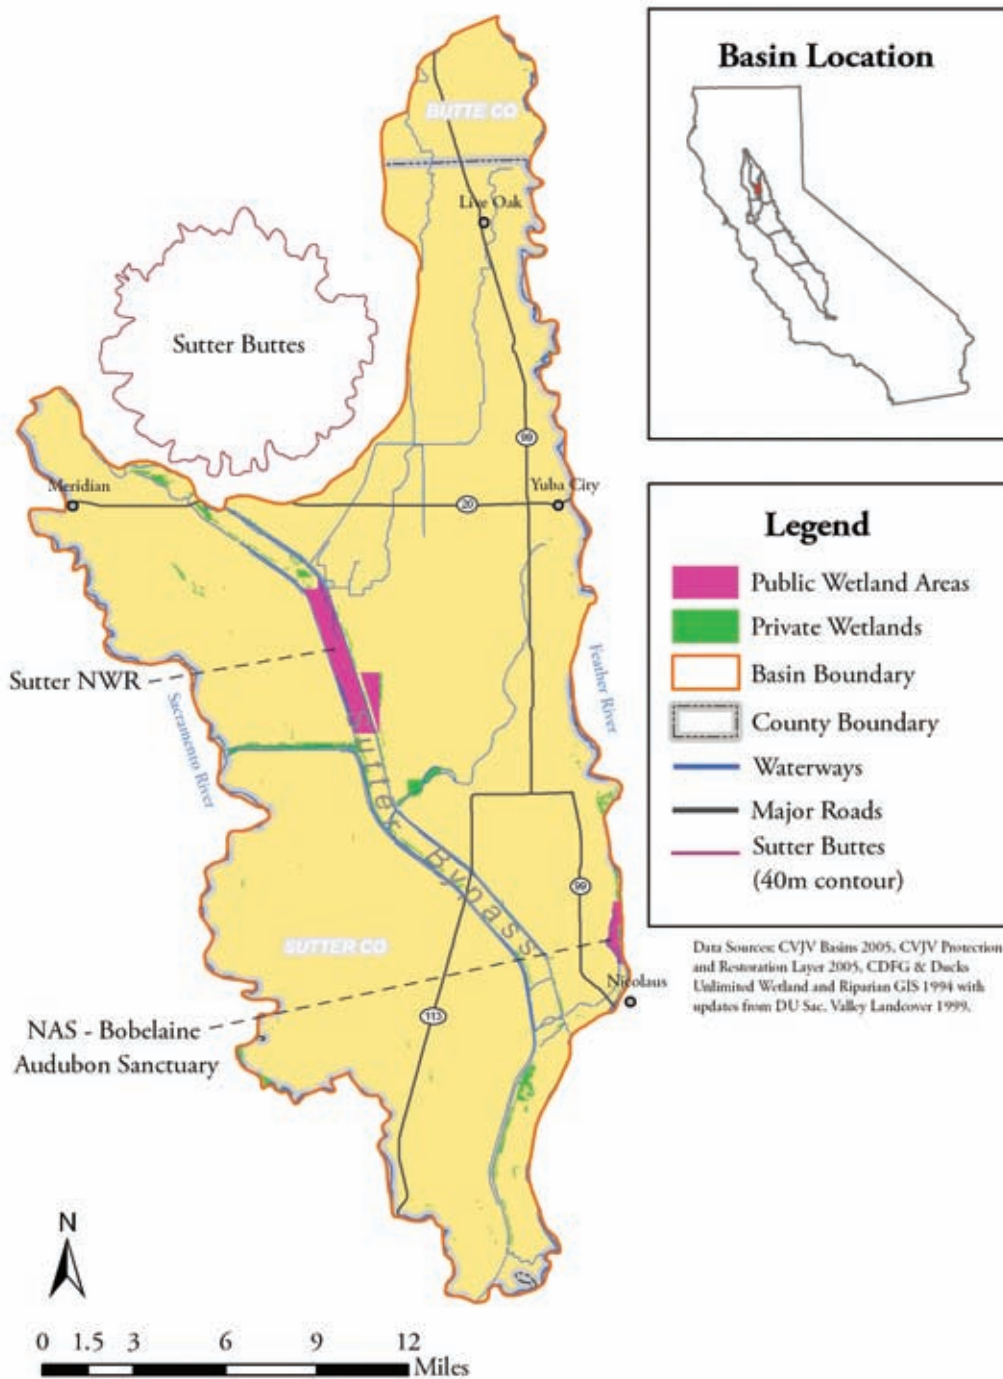 BUTTE CO
Live Oak
Sutter Buttes
99
Meridian
20
Yuba City
Sutter NWR
Sacramento River
Feather River
Sutter Bypass
99
SUTTER CO
Nicolaus
NAS - Bobelaine
Audubon Sanctuary
113
N
0 1.5 3 6 9 12
Miles
Basin Location
Legend
Public Wetland Areas
Private Wetlands
Basin Boundary
County Boundary
Waterways
Major Roads
Sutter Buttes
(40m contour)
Data Sources: CVJV Basins 2005, CVJV Protection
and Restoration Layer 2005, CDFG & Ducks
Unlimited Wetland and Riparian GIS 1994 with
updates from DU Sac. Valley Landcover 1999.